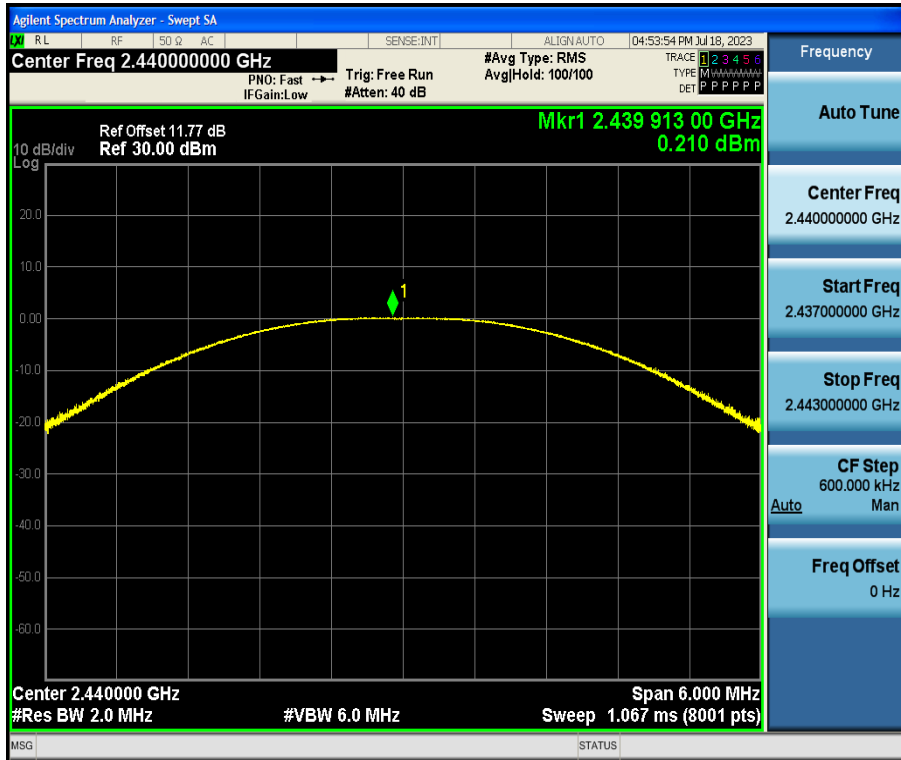 Agilent Spectrum Analyzer - Swept SA
LXI RL RF 50 Ω AC SENSE:INT ALIGN AUTO 04:53:54 PM Jul 18, 2023
Center Freq 2.440000000 GHz #Avg Type: RMS TRACE 1 2 3 4 5 6
PNO: Fast Trig: Free Run Avg|Hold: 100/100 TYPE M WWWWW
IFGain:Low #Atten: 40 dB DET P P P P P P
Mkr1 2.439 913 00 GHz
0.210 dBm
Ref Offset 11.77 dB
10 dB/div Ref 30.00 dBm
Log
20.0
10.0
1
0.00
-10.0
-20.0
-30.0
-40.0
-50.0
-60.0
Center 2.440000 GHz Span 6.000 MHz
#Res BW 2.0 MHz #VBW 6.0 MHz Sweep 1.067 ms (8001 pts)
MSG STATUS
Frequency
Auto Tune
Center Freq
2.440000000 GHz
Start Freq
2.437000000 GHz
Stop Freq
2.443000000 GHz
CF Step
600.000 kHz
Auto Man
Freq Offset
0 Hz